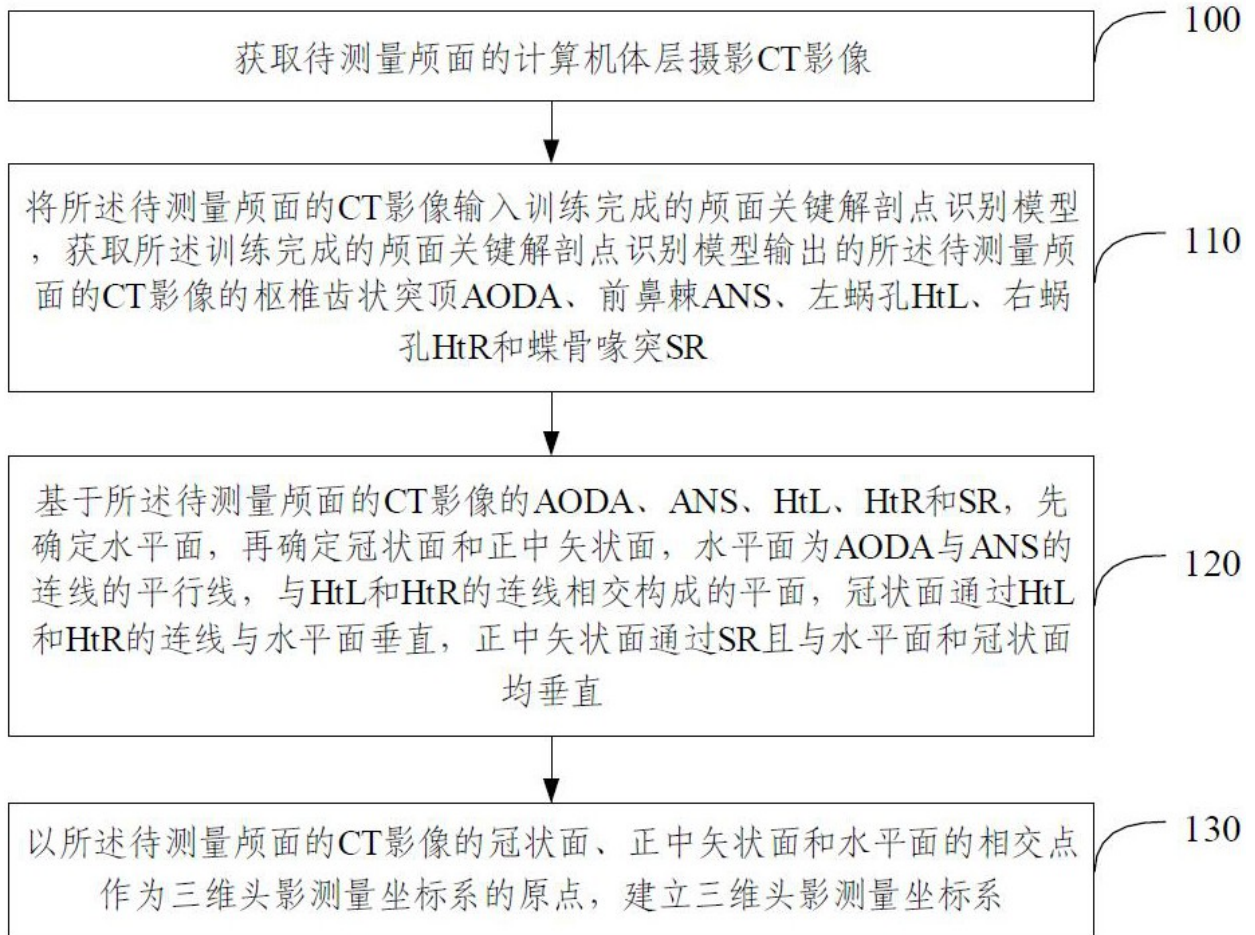 100
获取待测量颅面的计算机体层摄影CT影像
将所述待测量颅面的CT影像输入训练完成的颅面关键解剖点识别模型
，获取所述训练完成的颅面关键解剖点识别模型输出的所述待测量颅
面的CT影像的枢椎齿状突顶AODA、前鼻棘ANS、左蜗孔HtL、右蜗
孔HtR和蝶骨喙突SR
110
基于所述待测量颅面的CT影像的AODA、ANS、HtL、HtR和SR，先
确定水平面，再确定冠状面和正中矢状面，水平面为AODA与ANS的
连线的平行线，与HtL和HtR的连线相交构成的平面，冠状面通过HtL
和HtR的连线与水平面垂直，正中矢状面通过SR且与水平面和冠状面
均垂直
120
以所述待测量颅面的CT影像的冠状面、正中矢状面和水平面的相交点
作为三维头影测量坐标系的原点，建立三维头影测量坐标系
130